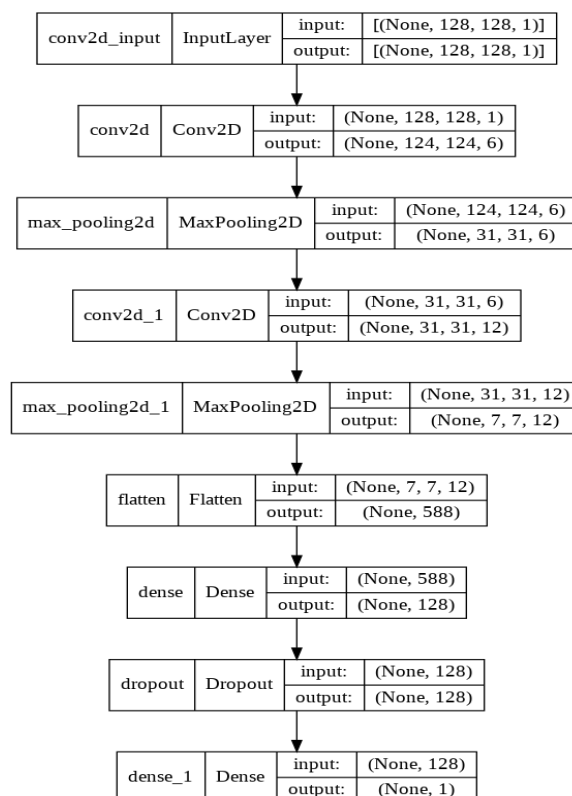 conv2d_input InputLayer input: [(None, 128, 128, 1)]
output: [(None, 128, 128, 1)]
conv2d Conv2D input: (None, 128, 128, 1)
output: (None, 124, 124, 6)
max_pooling2d MaxPooling2D input: (None, 124, 124, 6)
output: (None, 31, 31, 6)
conv2d_1 Conv2D input: (None, 31, 31, 6)
output: (None, 31, 31, 12)
max_pooling2d_1 MaxPooling2D input: (None, 31, 31, 12)
output: (None, 7, 7, 12)
flatten Flatten input: (None, 7, 7, 12)
output: (None, 588)
dense Dense input: (None, 588)
output: (None, 128)
dropout Dropout input: (None, 128)
output: (None, 128)
dense_1 Dense input: (None, 128)
output: (None, 1)